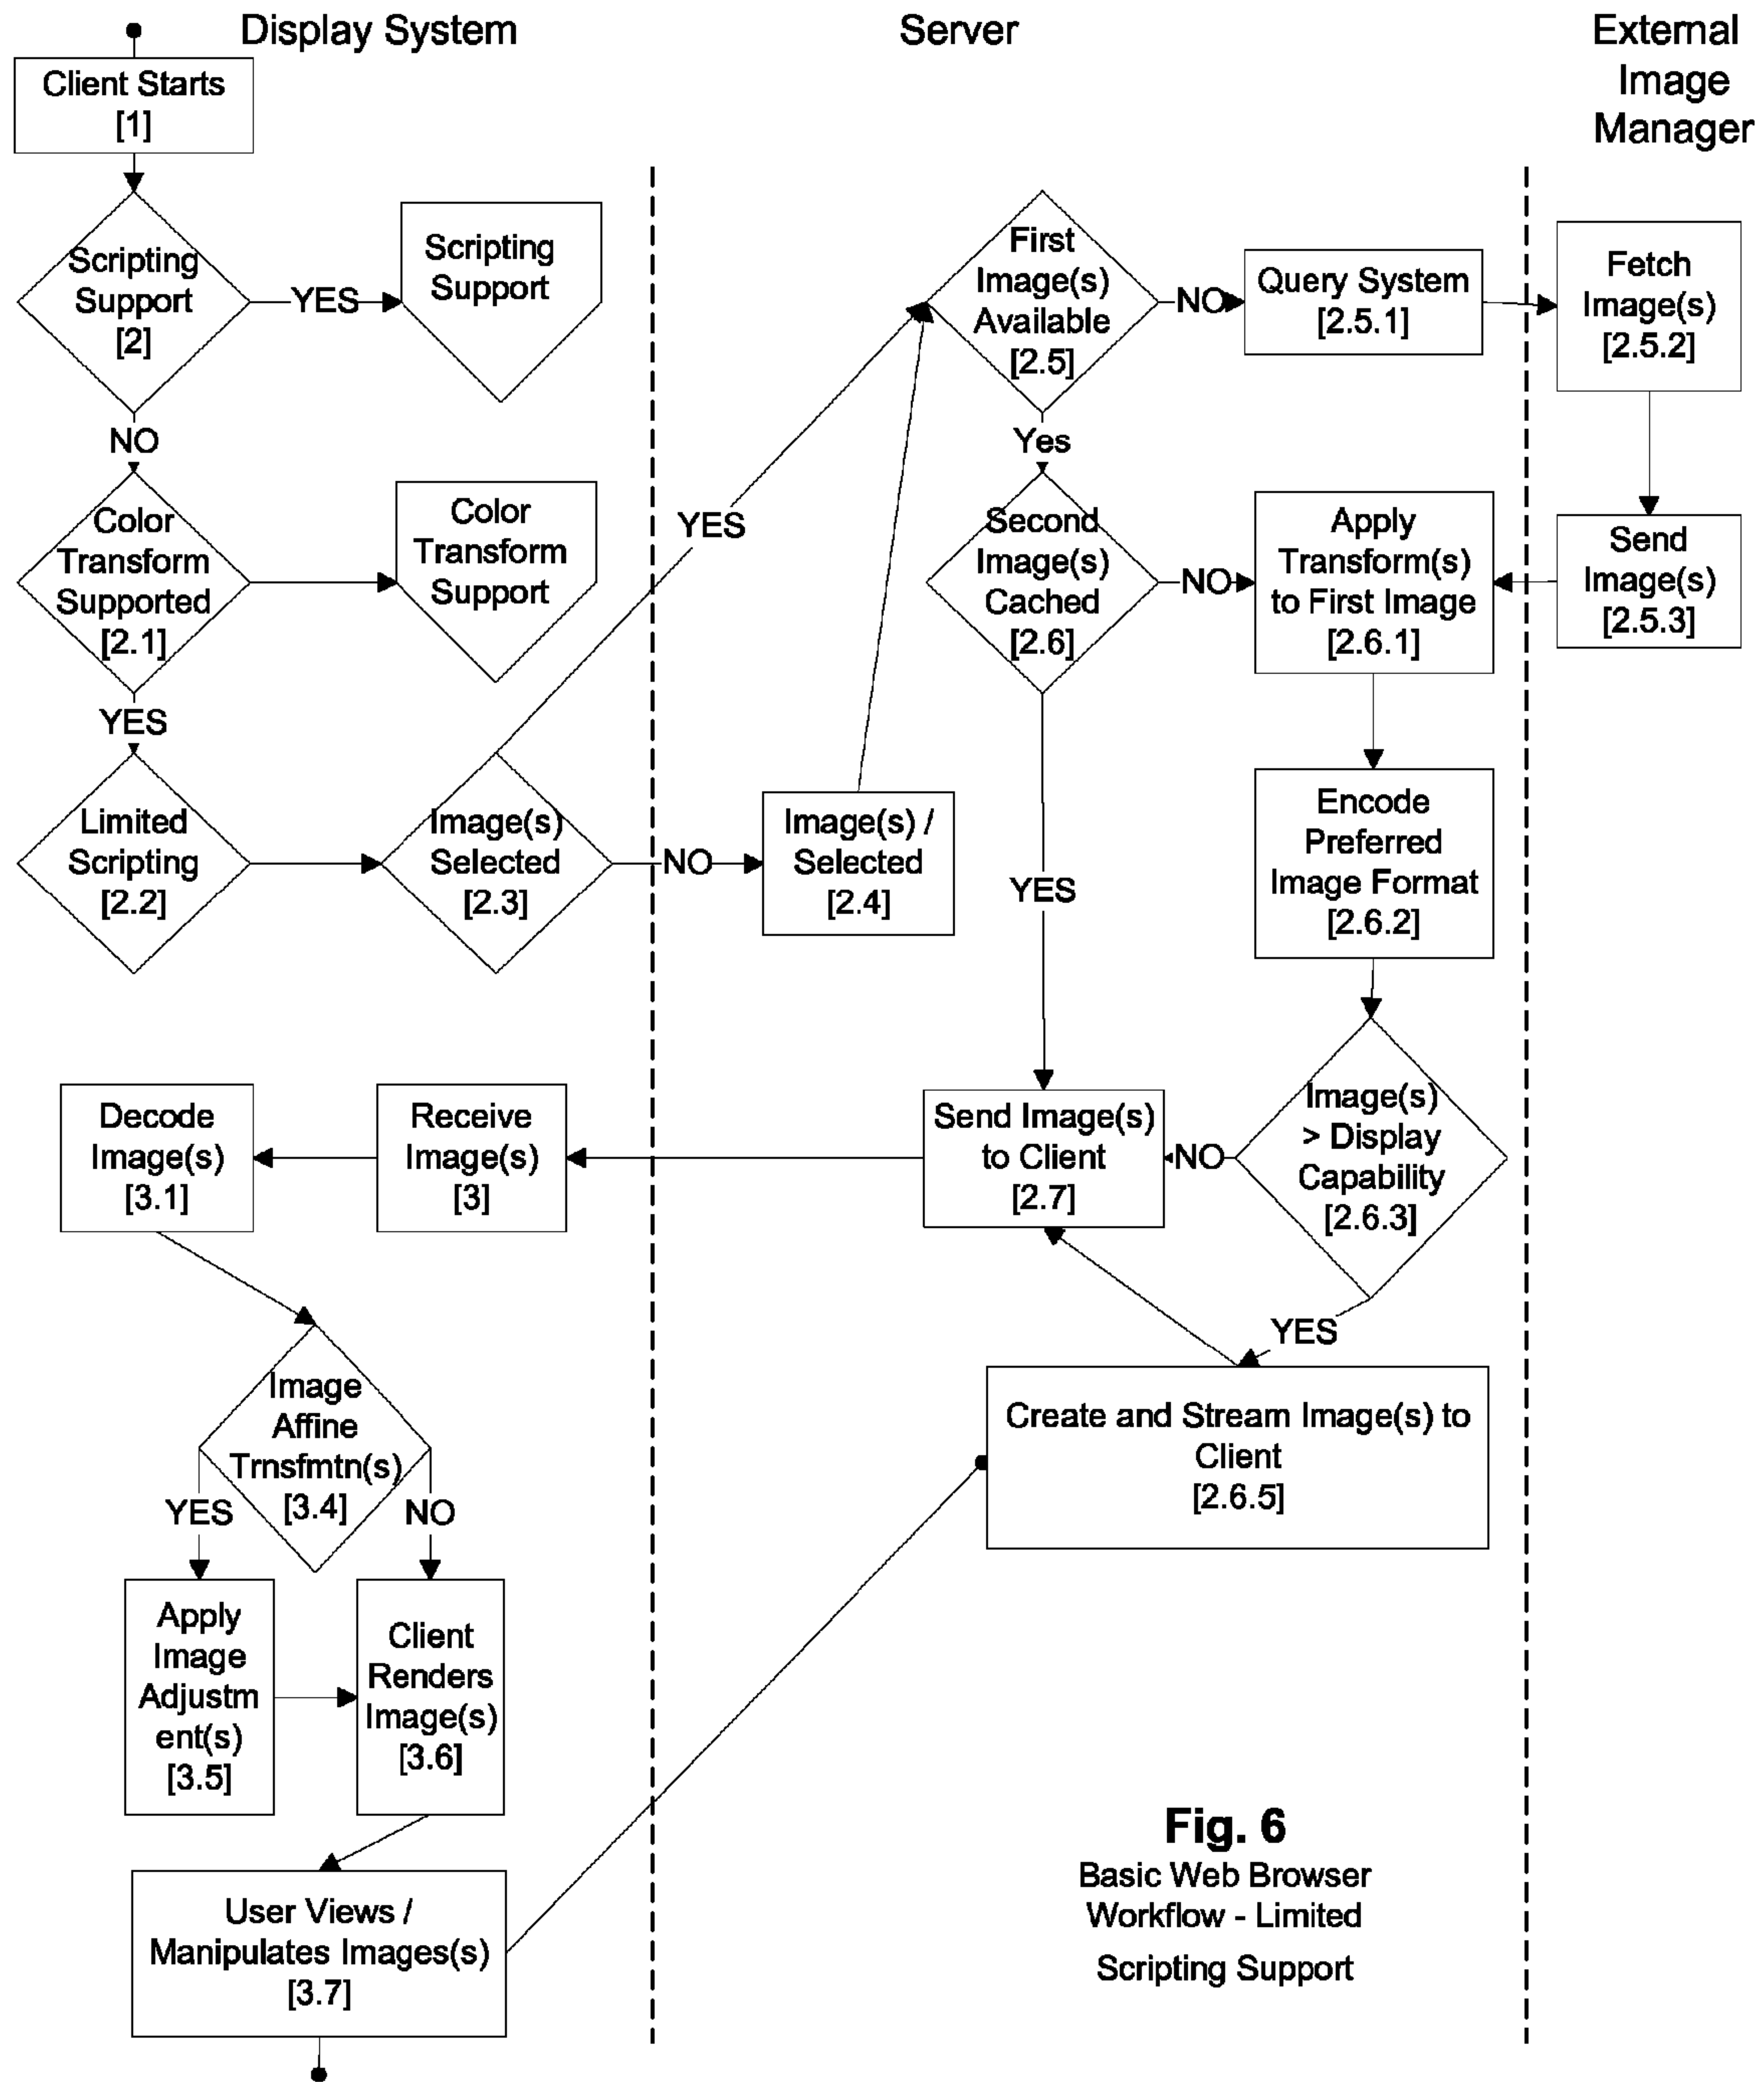 Display System
Server
External
Image
Manager
Client Starts
[1]
Scripting
Support
[2]
YES
Scripting
Support
NO
Color
Transform
Supported
[2.1]
Color
Transform
Support
YES
Limited
Scripting
[2.2]
Image(s)
Selected
[2.3]
YES
NO
Image(s) /
Selected
[2.4]
First
Image(s)
Available
[2.5]
NO
Query System
[2.5.1]
Fetch
Image(s)
[2.5.2]
Yes
Second
Image(s)
Cached
[2.6]
NO
Apply
Transform(s)
to First Image
[2.6.1]
Send
Image(s)
[2.5.3]
Encode
Preferred
Image Format
[2.6.2]
YES
Image(s)
> Display
Capability
[2.6.3]
NO
Send Image(s)
to Client
[2.7]
Receive
Image(s)
[3]
Decode
Image(s)
[3.1]
YES
Create and Stream Image(s) to
Client
[2.6.5]
Image
Affine
Trnsfmtn(s)
[3.4]
YES
NO
Apply
Image
Adjustm
ent(s)
[3.5]
Client
Renders
Image(s)
[3.6]
User Views /
Manipulates Images(s)
[3.7]
Fig. 6
Basic Web Browser
Workflow - Limited
Scripting Support